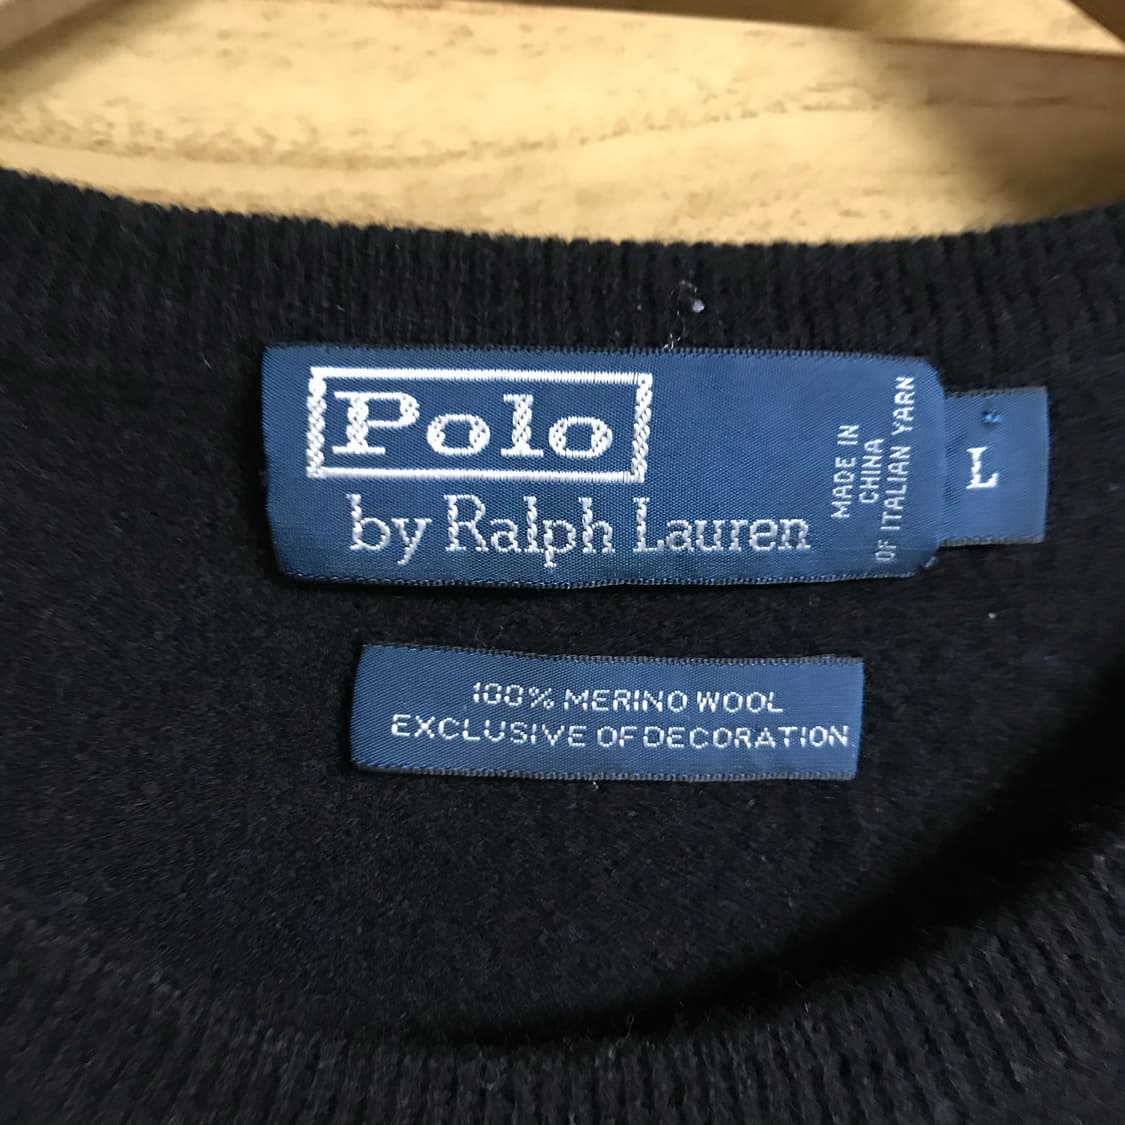 Polo
by Ralph Lauren
MADE IN
CHINA
OF ITALIAN YARN
L
100% MERINO WOOL
EXCLUSIVE OF DECORATION